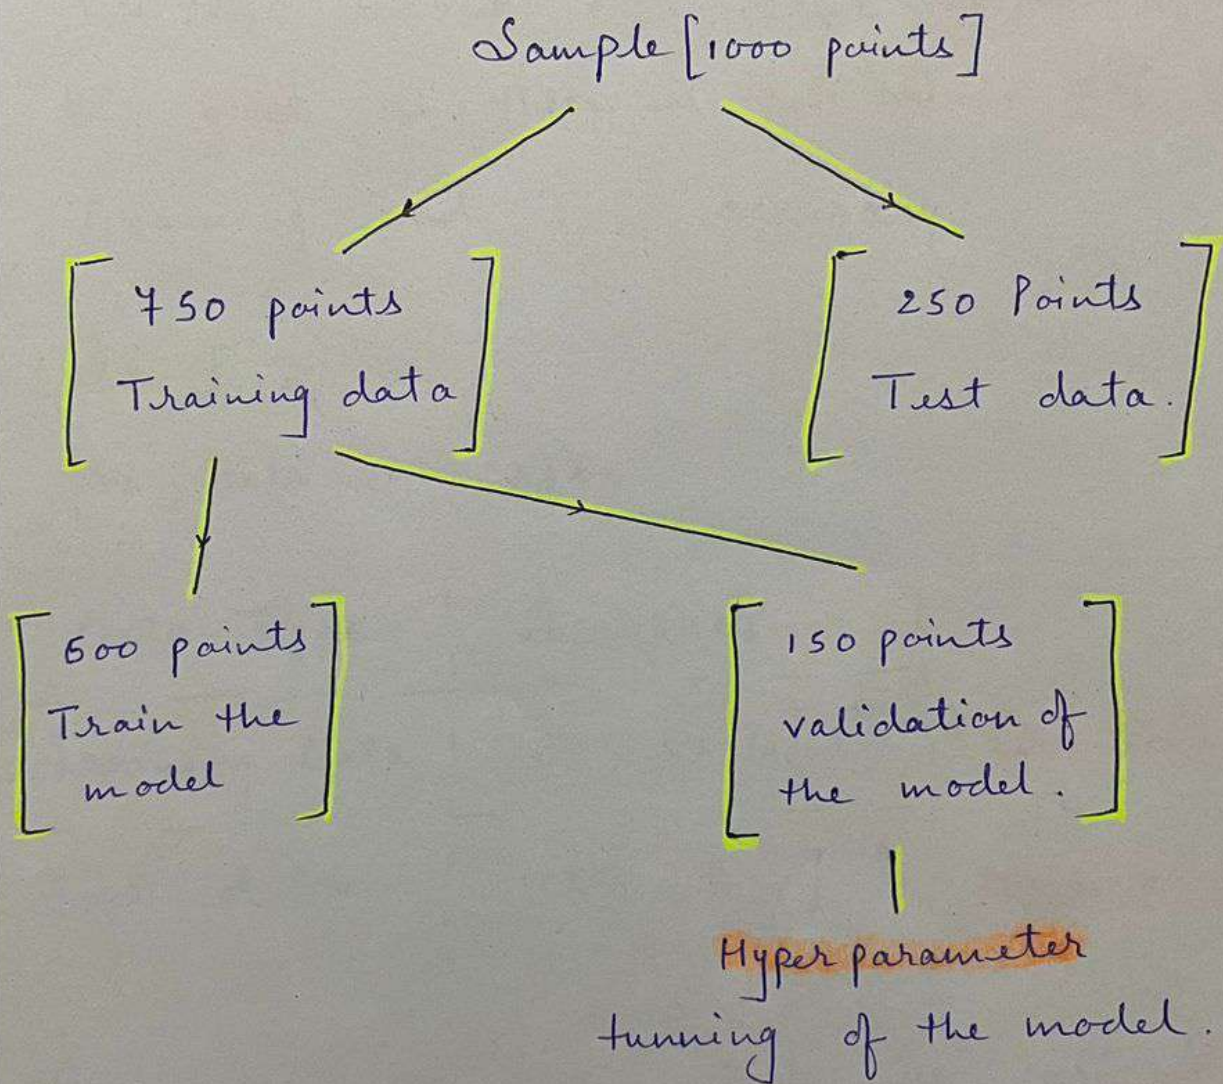 Sample [1000 points]
750 points
Training data
250 Points
Test data.
600 points
Train the
model
150 points
validation of
the model.
Hyper parameter
tunning of the model.